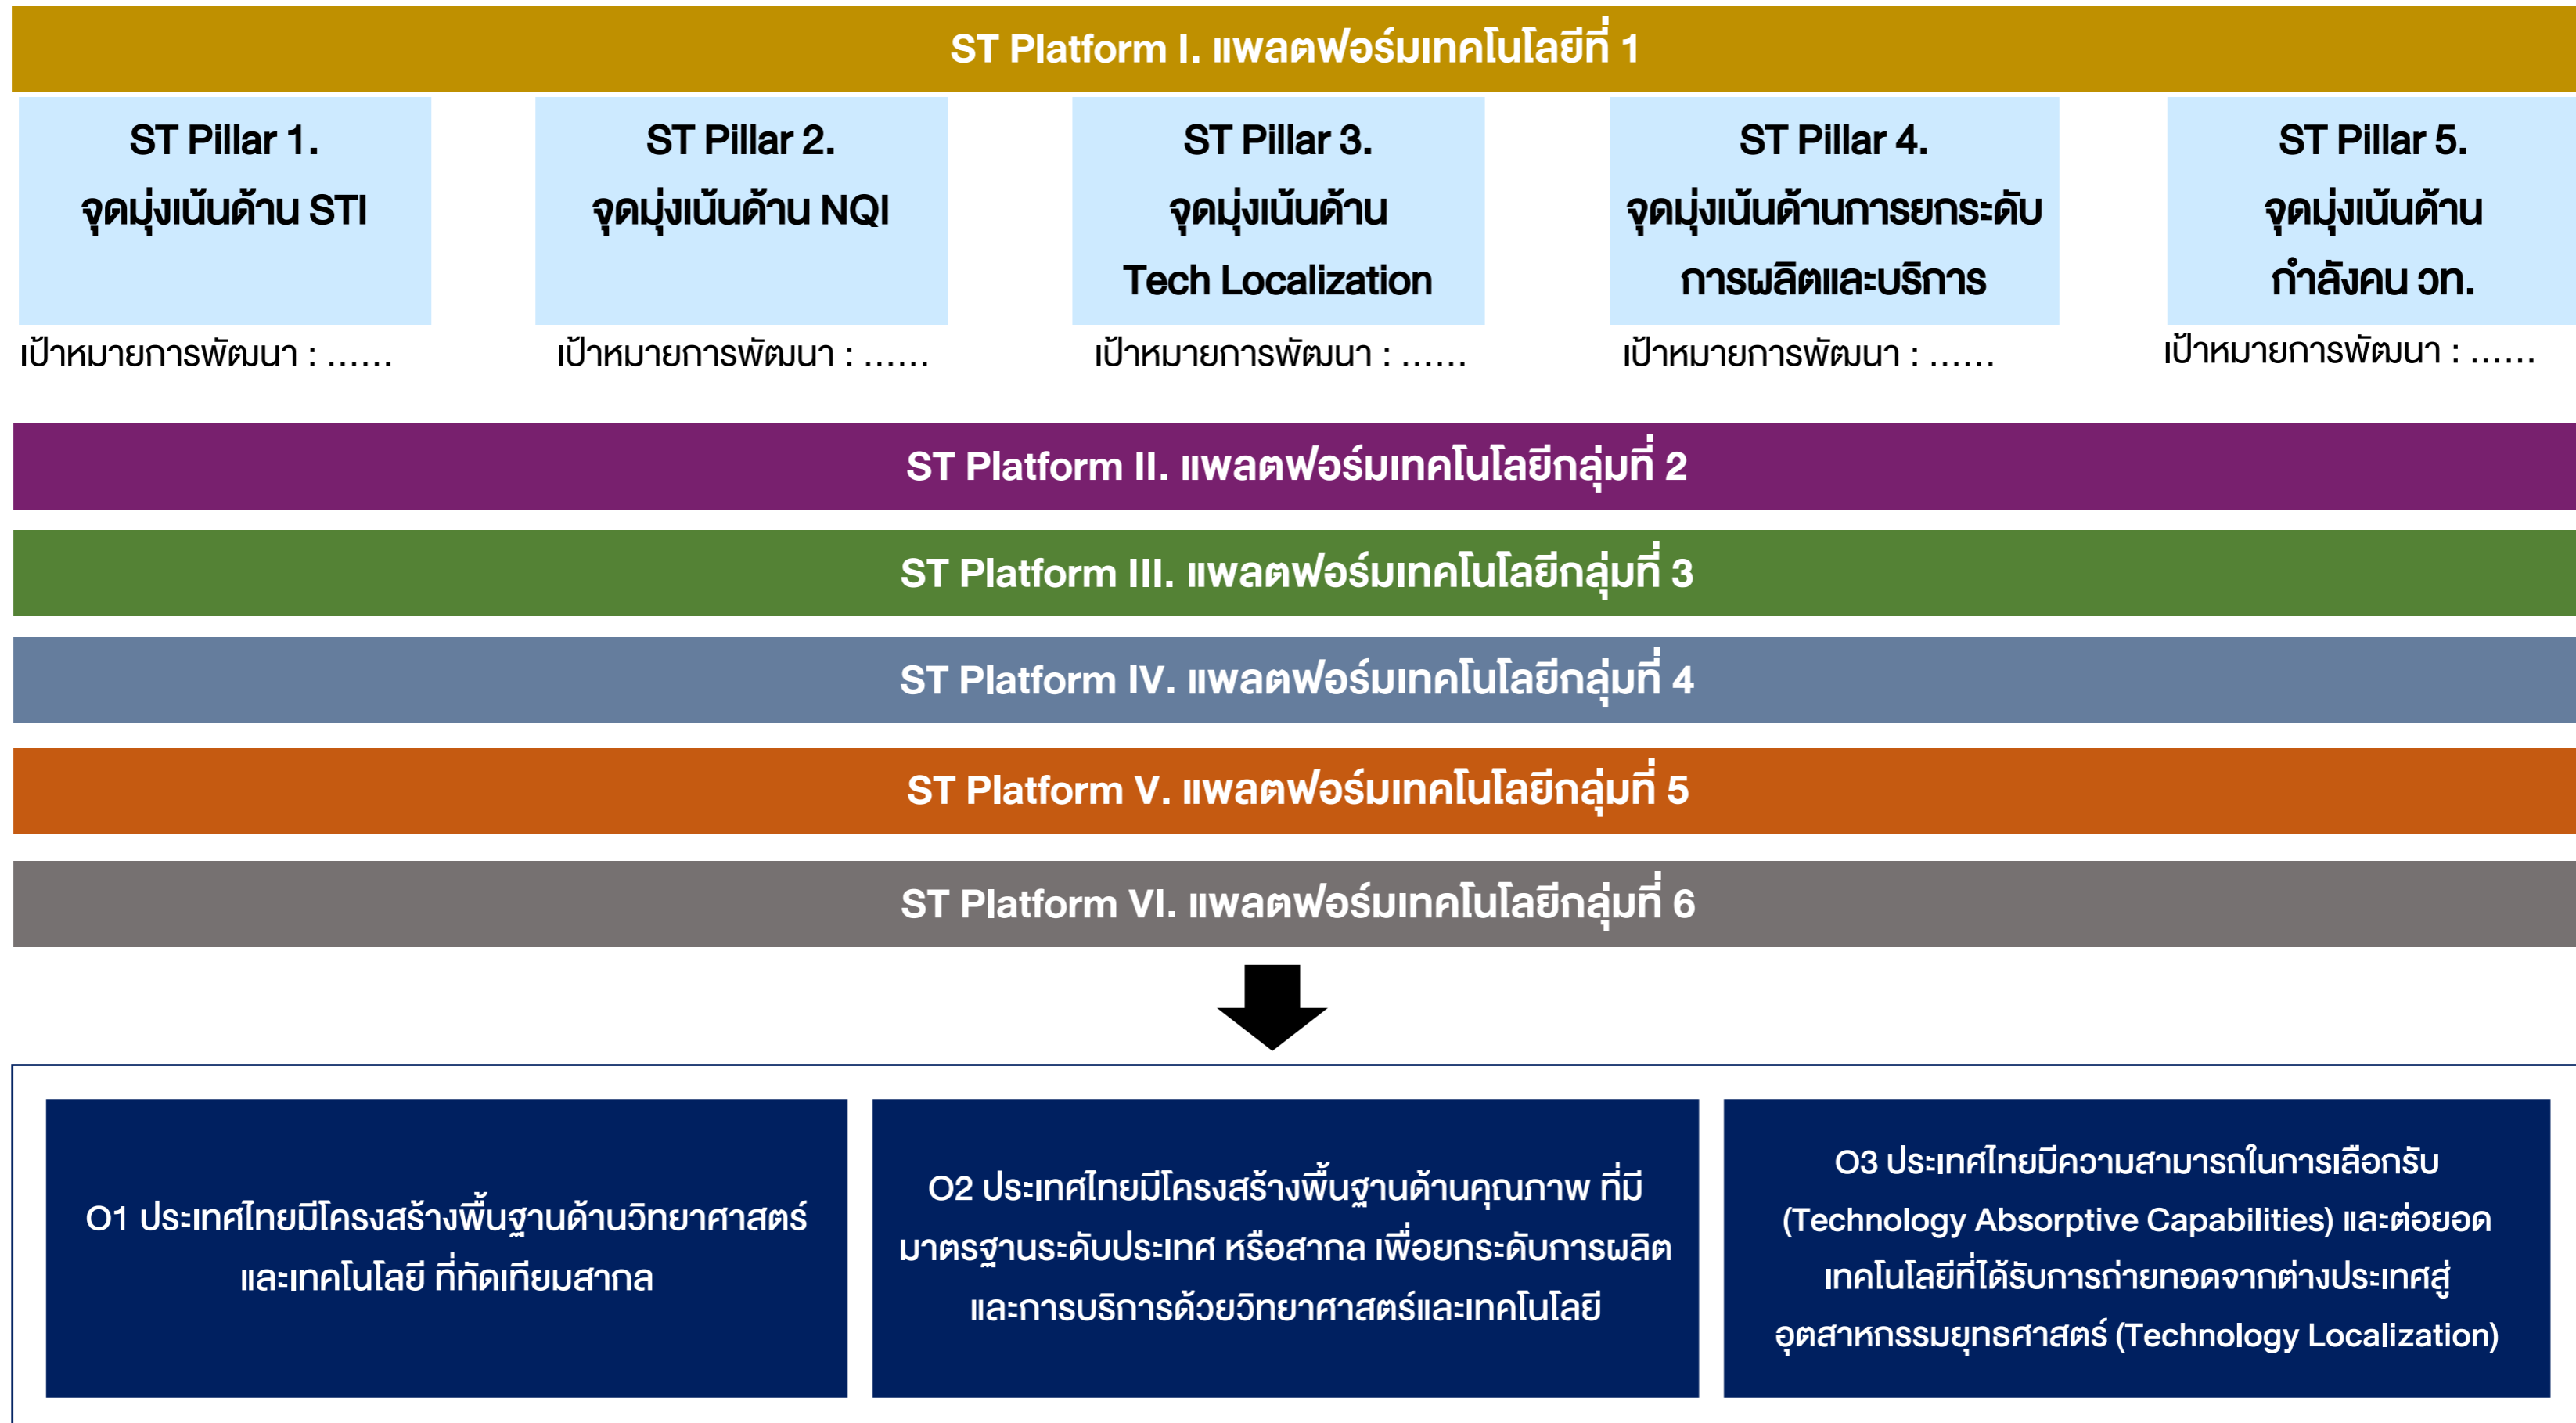 ST Platform I. แพลตฟอร์มเทคโนโลยีที่ 1
ST Pillar 1.
จุดมุ่งเน้นด้าน STI
เป้าหมายการพัฒนา : ......
ST Pillar 2.
จุดมุ่งเน้นด้าน NQI
เป้าหมายการพัฒนา : ......
ST Pillar 3.
จุดมุ่งเน้นด้าน
Tech Localization
เป้าหมายการพัฒนา : ......
ST Pillar 4.
จุดมุ่งเน้นด้านการยกระดับ
การผลิตและบริการ
เป้าหมายการพัฒนา : ......
ST Pillar 5.
จุดมุ่งเน้นด้าน
กำลังคน วท.
เป้าหมายการพัฒนา : ......
ST Platform II. แพลตฟอร์มเทคโนโลยีกลุ่มที่ 2
ST Platform III. แพลตฟอร์มเทคโนโลยีกลุ่มที่ 3
ST Platform IV. แพลตฟอร์มเทคโนโลยีกลุ่มที่ 4
ST Platform V. แพลตฟอร์มเทคโนโลยีกลุ่มที่ 5
ST Platform VI. แพลตฟอร์มเทคโนโลยีกลุ่มที่ 6
O1 ประเทศไทยมีโครงสร้างพื้นฐานด้านวิทยาศาสตร์
และเทคโนโลยี ที่ทัดเทียมสากล
O2 ประเทศไทยมีโครงสร้างพื้นฐานด้านคุณภาพ ที่มี
มาตรฐานระดับประเทศ หรือสากล เพื่อยกระดับการผลิต
และการบริการด้วยวิทยาศาสตร์และเทคโนโลยี
O3 ประเทศไทยมีความสามารถในการเลือกรับ
(Technology Absorptive Capabilities) และต่อยอด
เทคโนโลยีที่ได้รับการถ่ายทอดจากต่างประเทศสู่
อุตสาหกรรมยุทธศาสตร์ (Technology Localization)